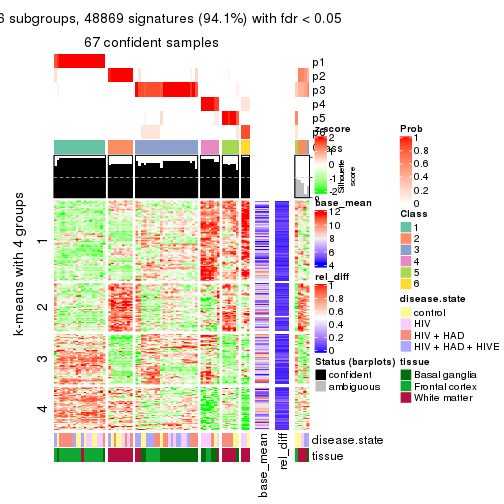 6 subgroups, 48869 signatures (94.1%) with fdr < 0.05
67 confident samples
p1
p2
p3
p4
p5
k-means with 4 groups
1
2
3
4
z-score
2
1
0
-1
-2
Silhouette
score
base_mean
12
10
8
6
4
rel_diff
1
0.8
0.6
0.4
0.2
0
Status (barplots)
confident
ambiguous
Prob
1
0.8
0.6
0.4
0.2
0
Class
1
2
3
4
5
6
disease.state
control
HIV
HIV + HAD
HIV + HAD + HIVE
tissue
Basal ganglia
Frontal cortex
White matter
disease.state
tissue
base_mean
rel_diff